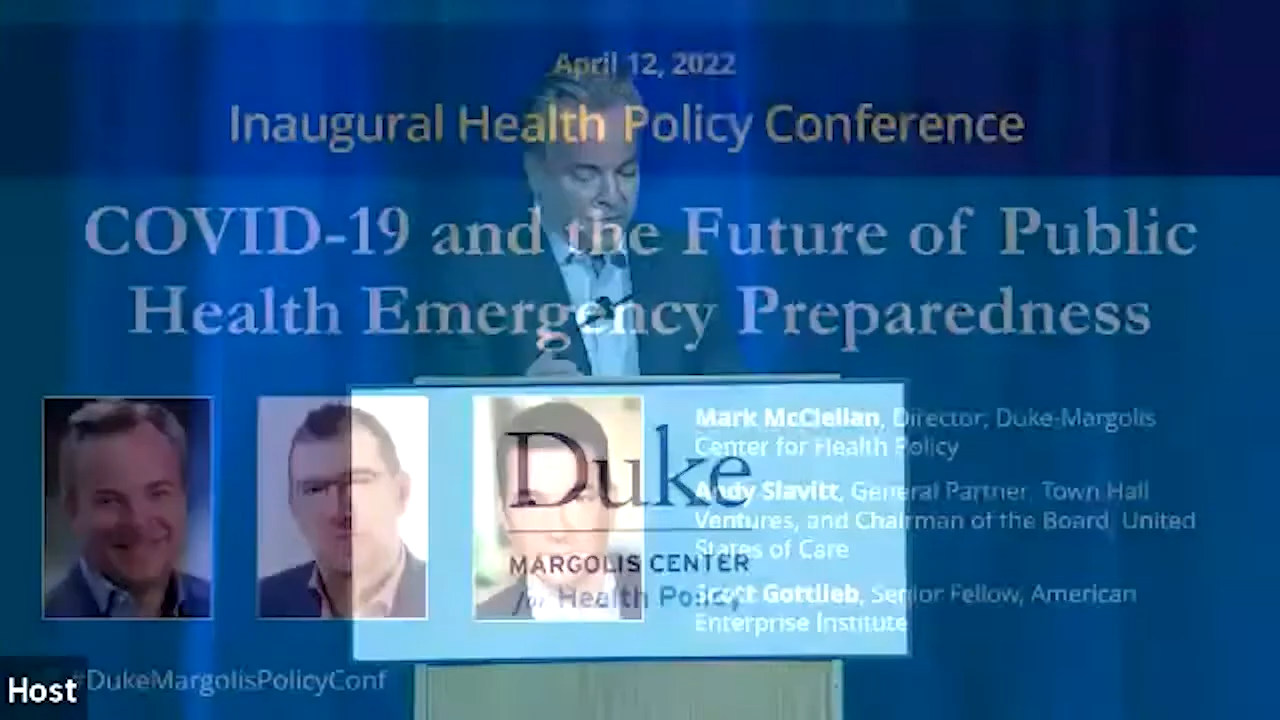 April 12, 2022
Inaugural Health Policy Conference
COVID-19 and the Future of Public
Health Emergency Preparedness
Mark McClellan, Director, Duke-Margolis
Center for Health Policy
Andy Slavitt, General Partner, Town Hall
Ventures, and Chairman of the Board, United
States of Care
Scott Gottlieb, Senior Fellow, American
Enterprise Institute
Duke
MARGOLIS CENTER
for Health Policy
#DukeMargolisPolicyConf
Host